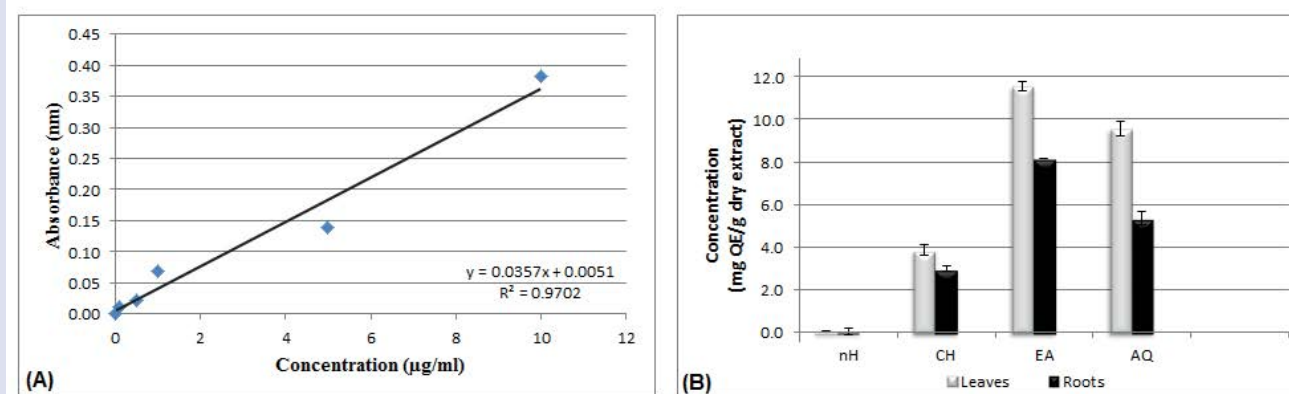 0.45
0.40
0.35
0.30
0.25
0.20
0.15
0.10
0.05
0.00
Absorbance (nm)
y = 0.0357x + 0.0051
R² = 0.9702
0 2 4 6 8 10 12
Concentration (µg/ml)
(A)
12.0
10.0
8.0
6.0
4.0
2.0
0.0
Concentration
(mg QE/g dry extract)
nH CH EA AQ
Leaves Roots
(B)